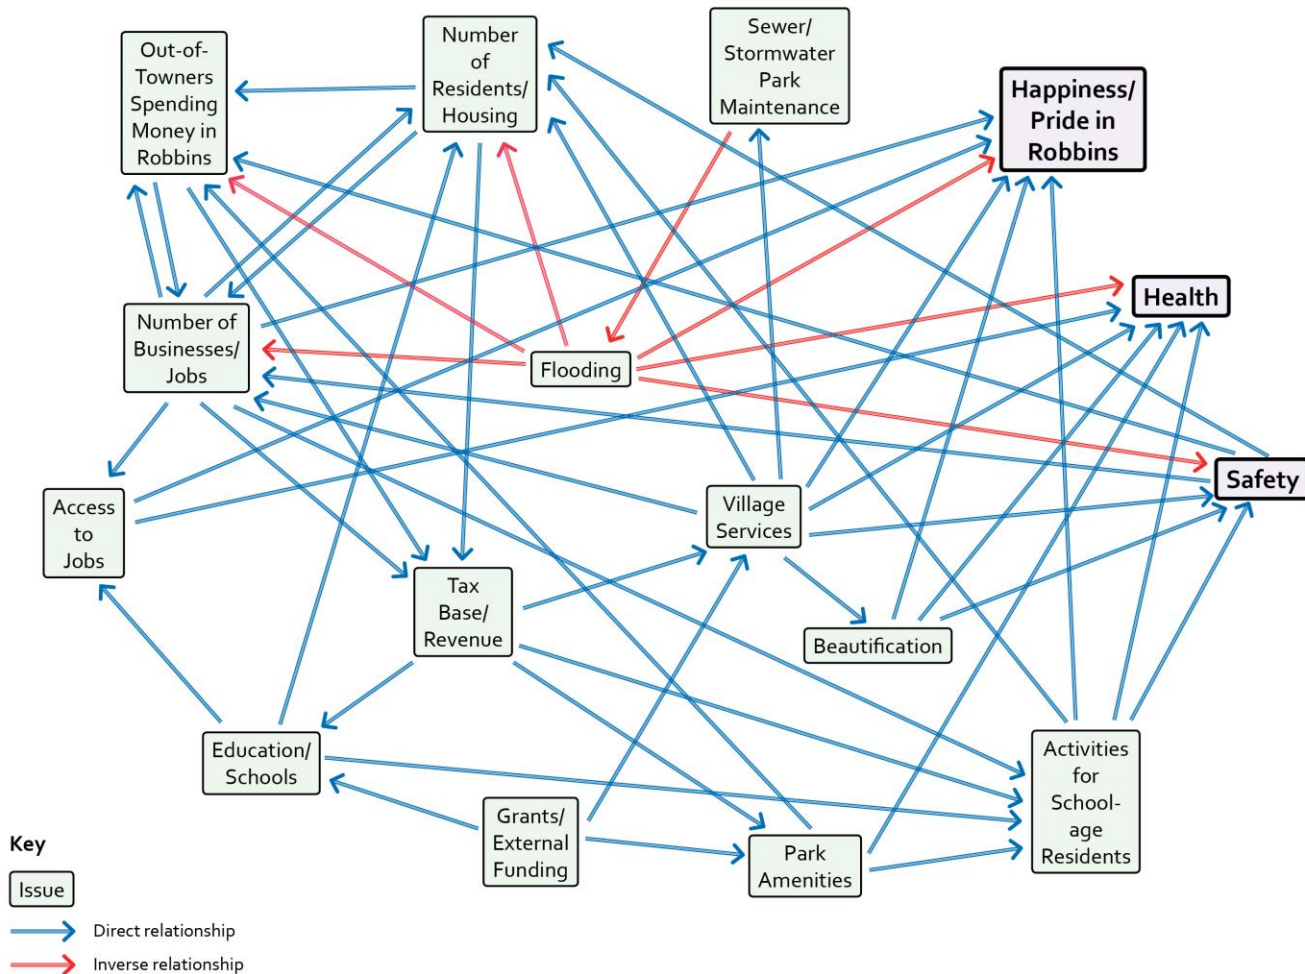 Out-of-
Towners
Spending
Money in
Robbins
Number
of
Residents/
Housing
Sewer/
Stormwater
Park
Maintenance
Happiness/
Pride in
Robbins
Health
Number of
Businesses/
Jobs
Flooding
Safety
Access
to
Jobs
Village
Services
Tax
Base/
Revenue
Beautification
Education/
Schools
Grants/
External
Funding
Park
Amenities
Activities
for
School-
age
Residents
Key
Issue
Direct relationship
Inverse relationship